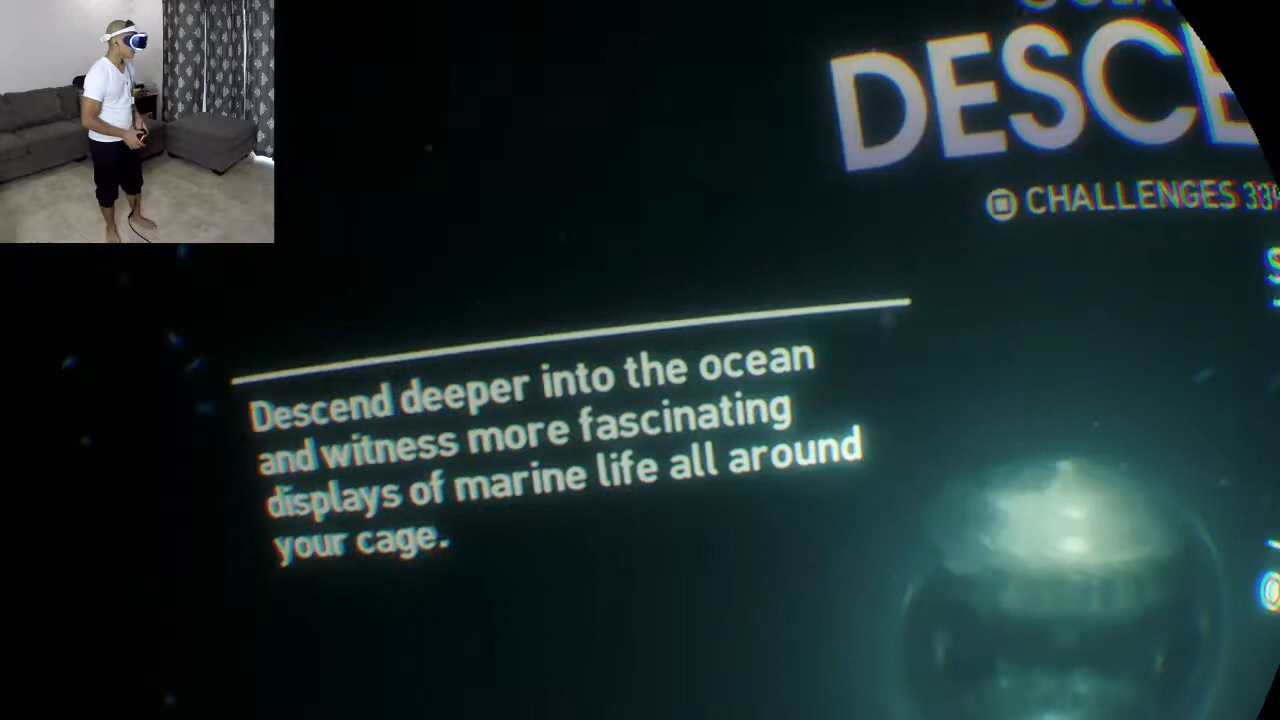 DESCE
CHALLENGES 33
Descend deeper into the ocean
and witness more fascinating
displays of marine life all around
your cage.